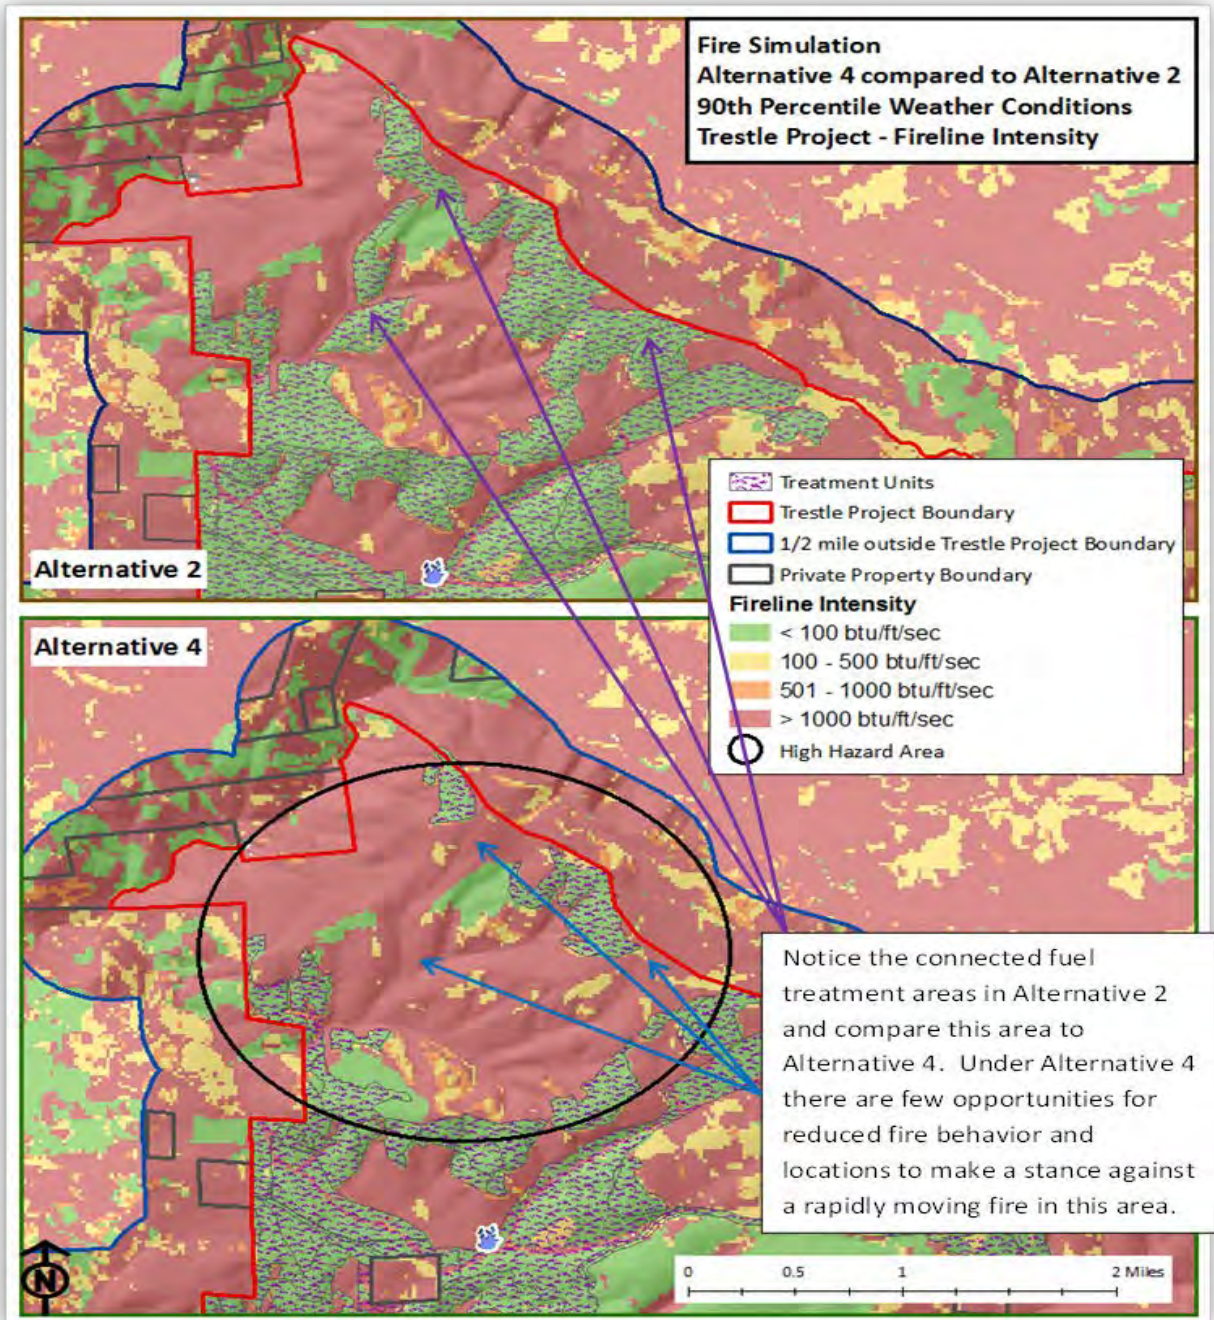 Fire Simulation
Alternative 4 compared to Alternative 2
90th Percentile Weather Conditions
Trestle Project - Fireline Intensity
Treatment Units
Trestle Project Boundary
1/2 mile outside Trestle Project Boundary
Private Property Boundary
Fireline Intensity
< 100 btu/ft/sec
100 - 500 btu/ft/sec
501 - 1000 btu/ft/sec
> 1000 btu/ft/sec
High Hazard Area
Alternative 2
Alternative 4
Notice the connected fuel
treatment areas in Alternative 2
and compare this area to
Alternative 4. Under Alternative 4
there are few opportunities for
reduced fire behavior and
locations to make a stance against
a rapidly moving fire in this area.
N
0 0.5 1 2 Miles